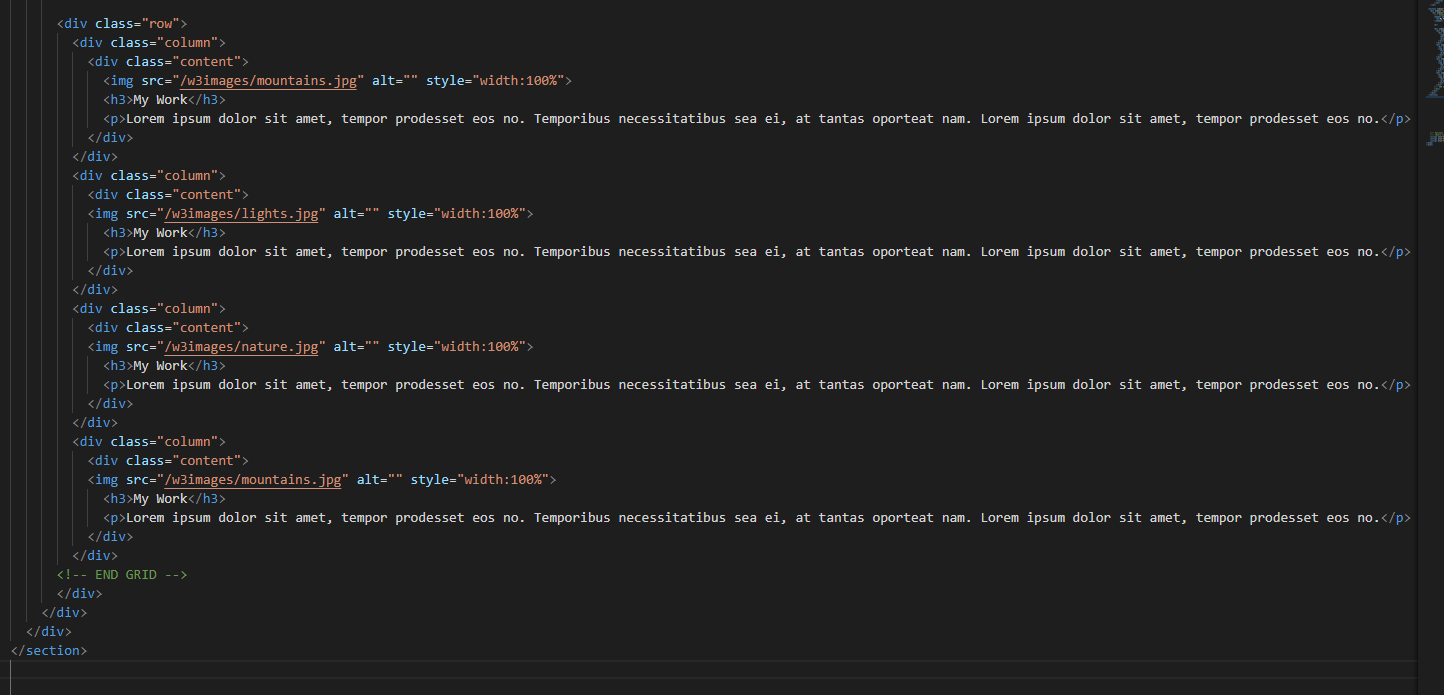 <div class="row">
<div class="column">
<div class="content">
<img src="/w3images/mountains.jpg" alt="" style="width:100%">
<h3>My Work</h3>
<p>Lorem ipsum dolor sit amet, tempor prodesset eos no. Temporibus necessitatibus sea ei, at tantas oporteat nam. Lorem ipsum dolor sit amet, tempor prodesset eos no.</p>
</div>
</div>
<div class="column">
<div class="content">
<img src="/w3images/lights.jpg" alt="" style="width:100%">
<h3>My Work</h3>
<p>Lorem ipsum dolor sit amet, tempor prodesset eos no. Temporibus necessitatibus sea ei, at tantas oporteat nam. Lorem ipsum dolor sit amet, tempor prodesset eos no.</p>
</div>
</div>
<div class="column">
<div class="content">
<img src="/w3images/nature.jpg" alt="" style="width:100%">
<h3>My Work</h3>
<p>Lorem ipsum dolor sit amet, tempor prodesset eos no. Temporibus necessitatibus sea ei, at tantas oporteat nam. Lorem ipsum dolor sit amet, tempor prodesset eos no.</p>
</div>
</div>
<div class="column">
<div class="content">
<img src="/w3images/mountains.jpg" alt="" style="width:100%">
<h3>My Work</h3>
<p>Lorem ipsum dolor sit amet, tempor prodesset eos no. Temporibus necessitatibus sea ei, at tantas oporteat nam. Lorem ipsum dolor sit amet, tempor prodesset eos no.</p>
</div>
</div>
<!-- END GRID -->
</div>
</div>
</div>
</section>